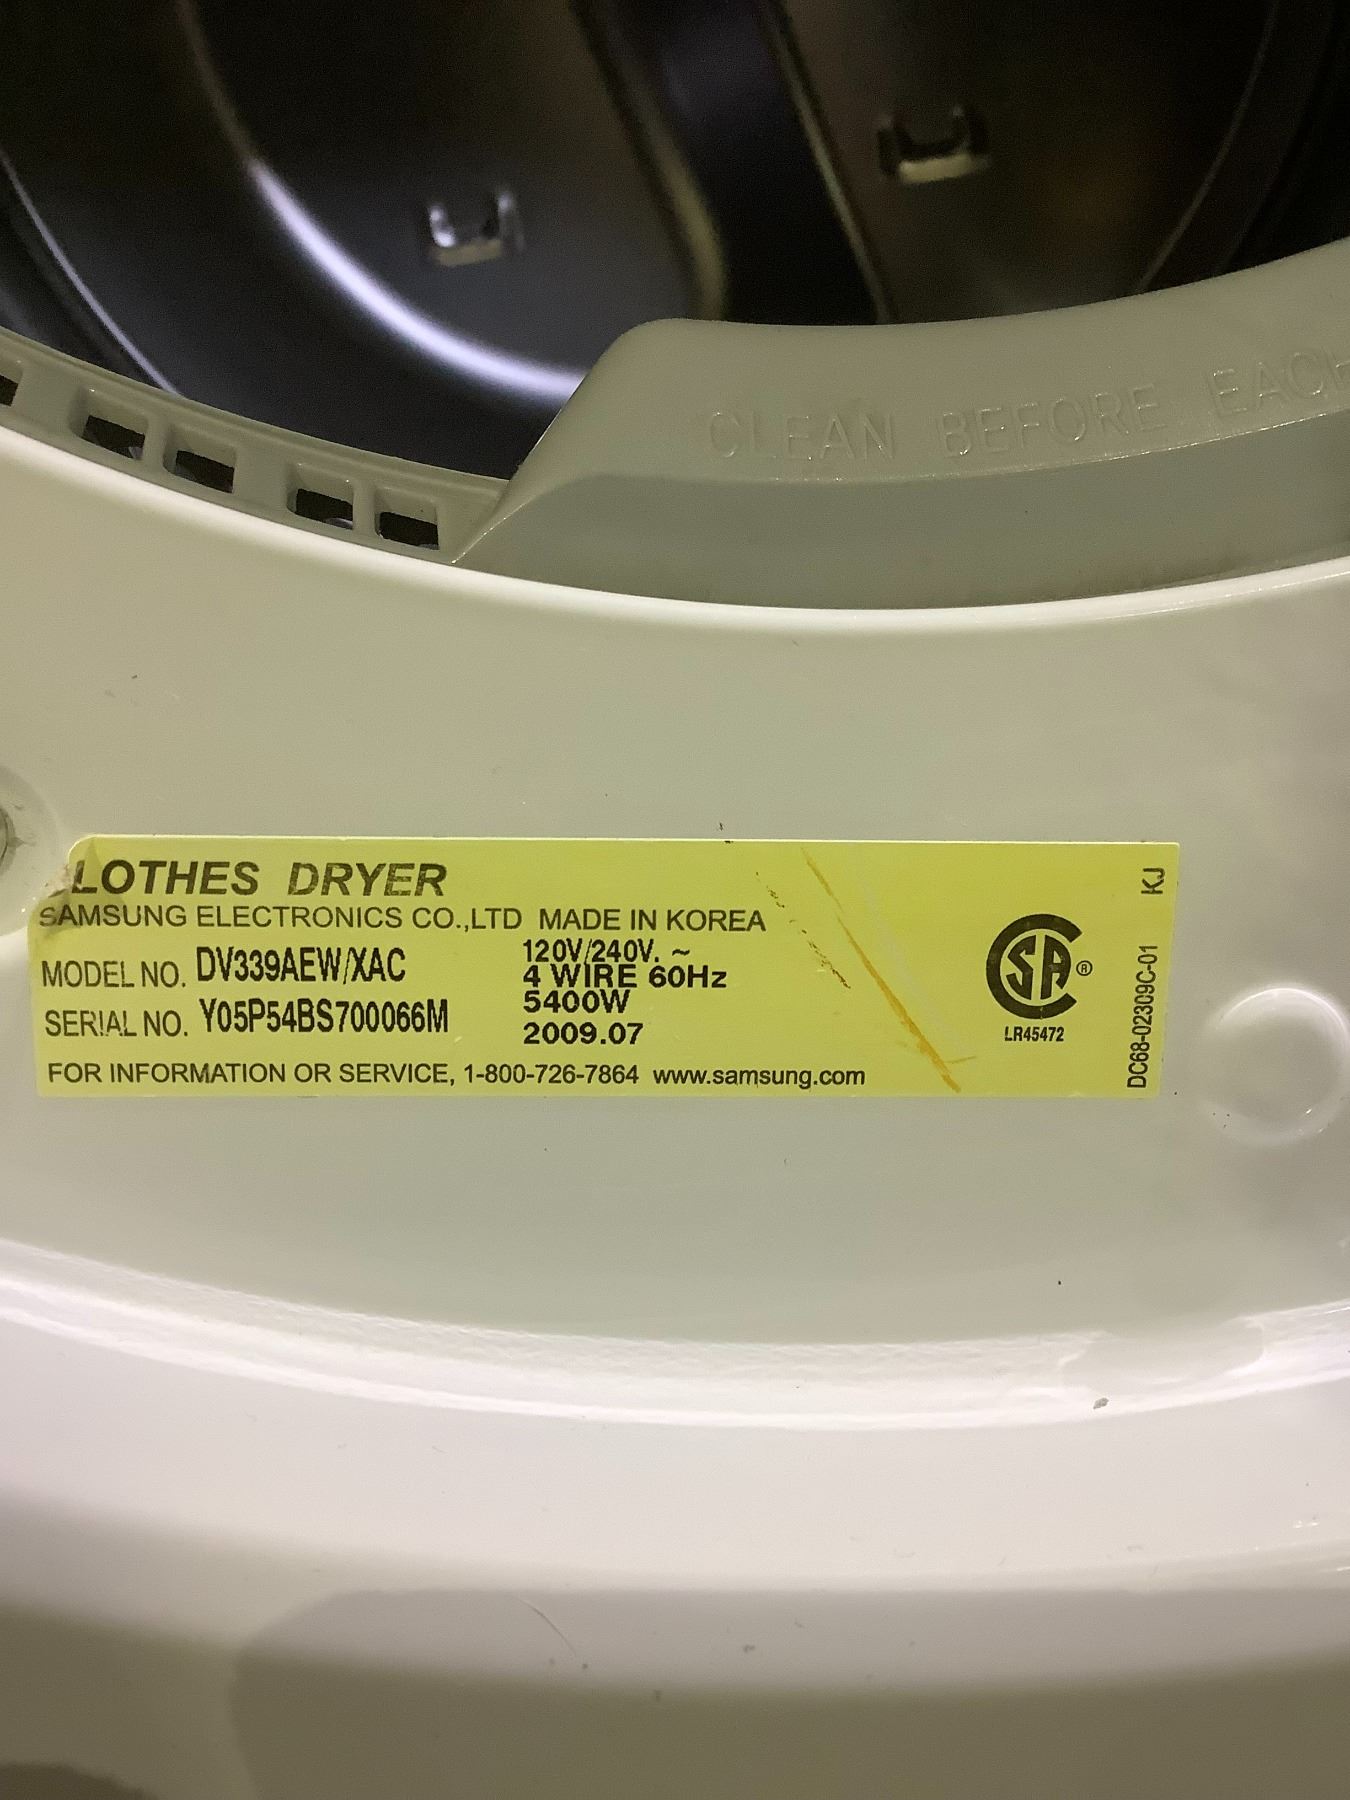 CLEAN BEFORE EACH
CLOTHES DRYER
SAMSUNG ELECTRONICS CO.,LTD MADE IN KOREA
MODEL NO. DV339AEW/XAC
SERIAL NO. Y05P54BS700066M
120V/240V. ~
4 WIRE 60Hz
5400W
2009.07
FOR INFORMATION OR SERVICE, 1-800-726-7864 www.samsung.com
CSA ®
LR45472
DC68-02309C-01 KJ